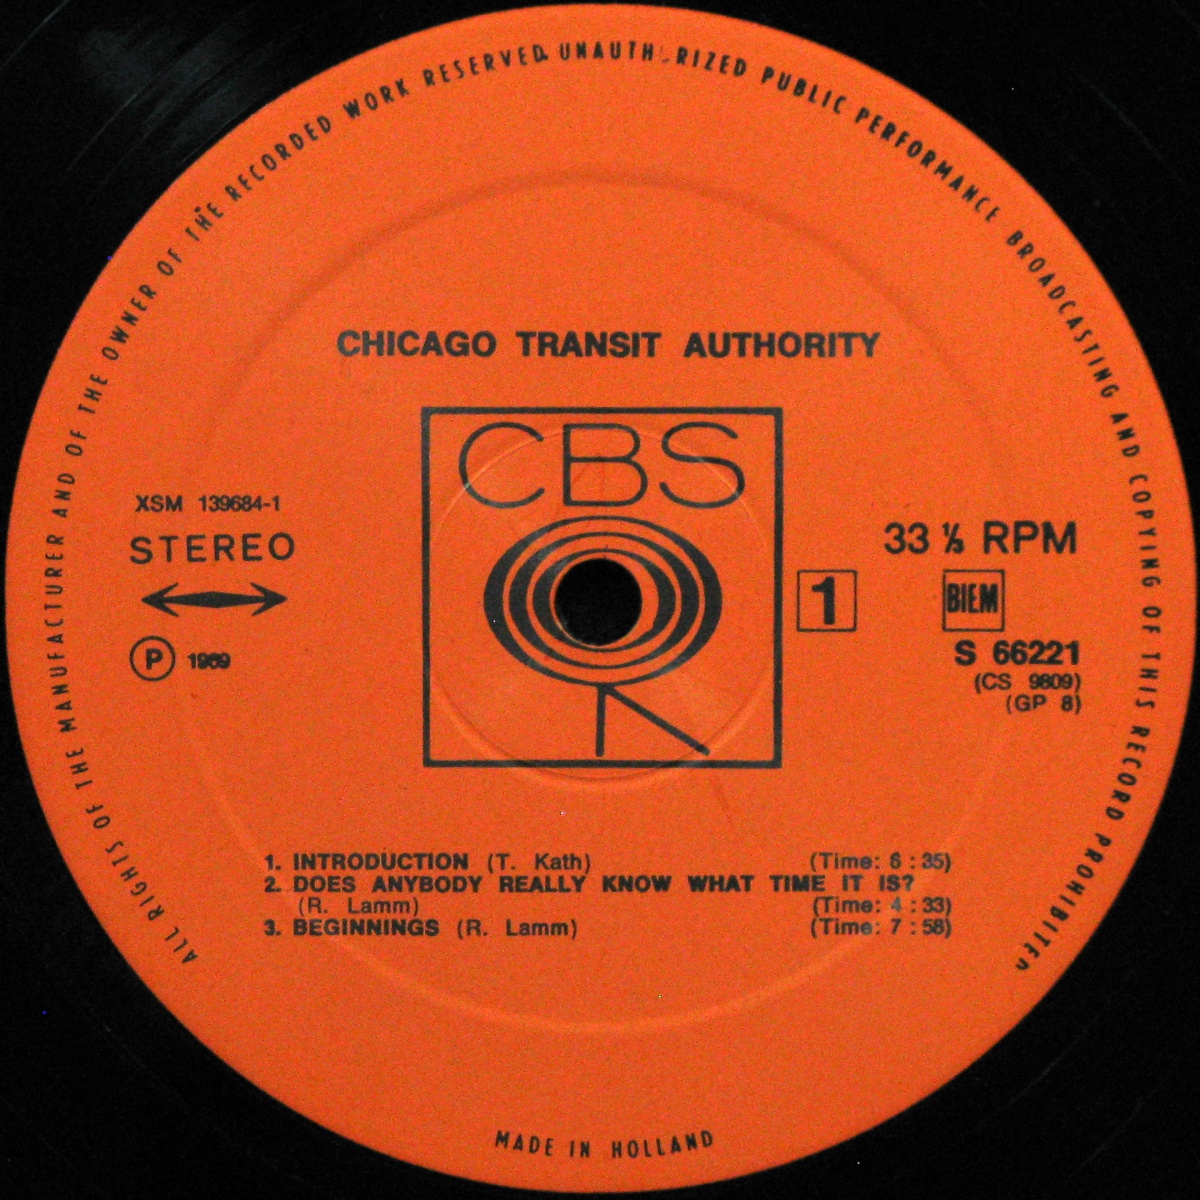 ALL RIGHTS OF THE MANUFACTURER AND OF THE OWNER OF THE RECORDED WORK RESERVED. UNAUTHORIZED PUBLIC PERFORMANCE BROADCASTING AND COPYING OF THIS RECORD PROHIBITED
CHICAGO TRANSIT AUTHORITY
CBS
XSM 139684-1
STEREO
Ⓟ 1969
1
33 ⅓ RPM
BIEM
S 66221
(CS 9809)
(GP 8)
1. INTRODUCTION (T. Kath) (Time: 6 : 35)
2. DOES ANYBODY REALLY KNOW WHAT TIME IT IS?
(R. Lamm) (Time: 4 : 33)
3. BEGINNINGS (R. Lamm) (Time: 7 : 58)
MADE IN HOLLAND